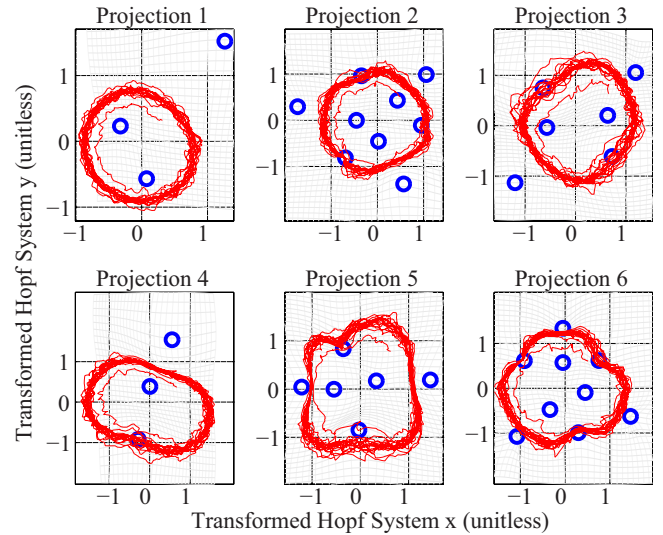 Projection 1 Projection 2 Projection 3
1 1 1
0 0 0
−1 −1 −1
−1 0 1 −1 0 1 −1 0 1
Projection 4 Projection 5 Projection 6
1 1 1
0 0 0
−1 −1 −1
−1 0 1 −1 0 1 −1 0 1
Transformed Hopf System x (unitless)
Transformed Hopf System y (unitless)